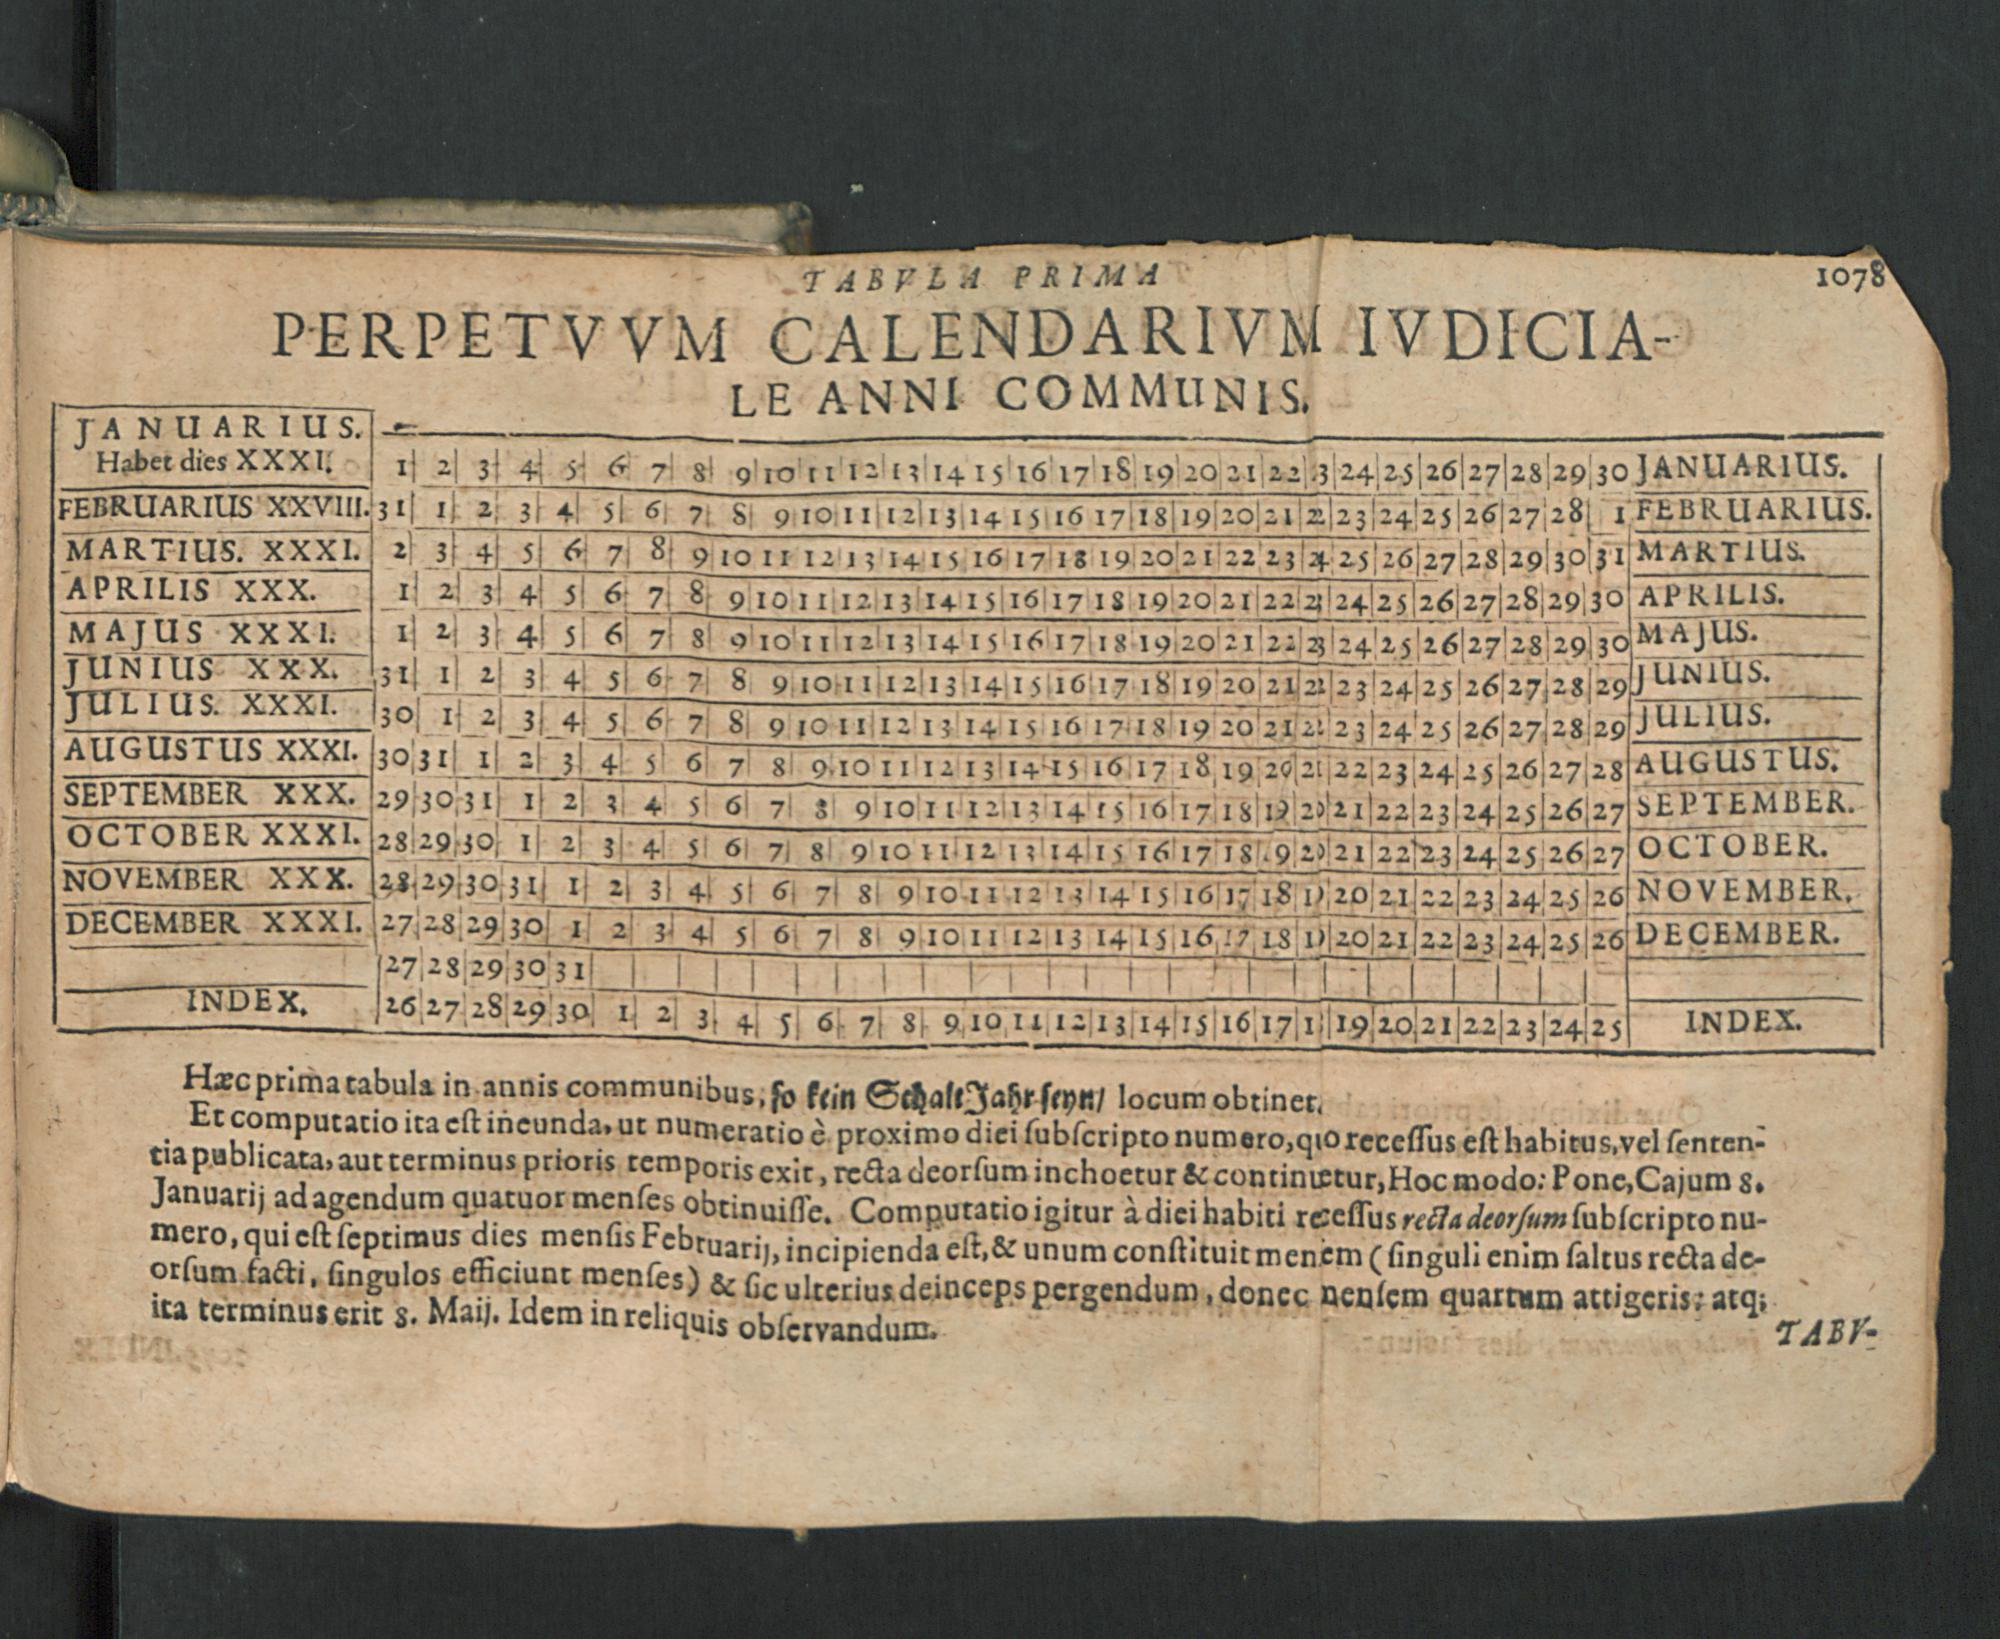 TABVLA PRIMA
1078
PERPETVVM CALENDARIVM IVDICIA-
LE ANNI COMMUNIS.
JANUARIUS.
Habet dies XXXI. 1 2 3 4 5 6 7 8 9 10 11 12 13 14 15 16 17 18 19 20 21 22 3 24 25 26 27 28 29 30 JANUARIUS.
FEBRUARIUS XXVIII. 31 1 2 3 4 5 6 7 8 9 10 11 12 13 14 15 16 17 18 19 20 21 22 23 24 25 26 27 28 1 FEBRUARIUS.
MARTIUS. XXXI. 2 3 4 5 6 7 8 9 10 11 12 13 14 15 16 17 18 19 20 21 22 23 24 25 26 27 28 29 30 31 MARTIUS.
APRILIS XXX. 1 2 3 4 5 6 7 8 9 10 11 12 13 14 15 16 17 18 19 20 21 22 23 24 25 26 27 28 29 30 APRILIS.
MAJUS XXXI. 1 2 3 4 5 6 7 8 9 10 11 12 13 14 15 16 17 18 19 20 21 22 23 24 25 26 27 28 29 30 MAJUS.
JUNIUS XXX. 31 1 2 3 4 5 6 7 8 9 10 11 12 13 14 15 16 17 18 19 20 21 22 23 24 25 26 27 28 29 JUNIUS.
JULIUS. XXXI. 30 1 2 3 4 5 6 7 8 9 10 11 12 13 14 15 16 17 18 19 20 21 22 23 24 25 26 27 28 29 JULIUS.
AUGUSTUS XXXI. 30 31 1 2 3 4 5 6 7 8 9 10 11 12 13 14 15 16 17 18 19 20 21 22 23 24 25 26 27 28 AUGUSTUS.
SEPTEMBER XXX. 29 30 31 1 2 3 4 5 6 7 8 9 10 11 12 13 14 15 16 17 18 19 20 21 22 23 24 25 26 27 SEPTEMBER.
OCTOBER XXXI. 28 29 30 1 2 3 4 5 6 7 8 9 10 11 12 13 14 15 16 17 18 19 20 21 22 23 24 25 26 27 OCTOBER.
NOVEMBER XXX. 28 29 30 31 1 2 3 4 5 6 7 8 9 10 11 12 13 14 15 16 17 18 19 20 21 22 23 24 25 26 NOVEMBER.
DECEMBER XXXI. 27 28 29 30 1 2 3 4 5 6 7 8 9 10 11 12 13 14 15 16 17 18 19 20 21 22 23 24 25 26 DECEMBER.
27 28 29 30 31
INDEX. 26 27 28 29 30 1 2 3 4 5 6 7 8 9 10 11 12 13 14 15 16 17 1 19 20 21 22 23 24 25 INDEX.
Hæc prima tabula in annis communibus, so kein Schalt Jahr seyn/ locum obtinet.
Et computatio ita est ineunda, ut numeratio è proximo diei subscripto numero, quo recessus est habitus, vel senten-
tia publicata, aut terminus prioris temporis exit, recta deorsum inchoetur & continuetur, Hoc modo: Pone, Cajum 8.
Januarij ad agendum quatuor menses obtinuisse. Computatio igitur à diei habiti recessus recta deorsum subscripto nu-
mero, qui est septimus dies mensis Februarij, incipienda est, & unum constituit mensem (singuli enim saltus recta de-
orsum facti, singulos efficiunt menses) & sic ulterius deinceps pergendum, donec mensem quartum attigeris: atq;
ita terminus erit 8. Maij. Idem in reliquis observandum.
TABV-